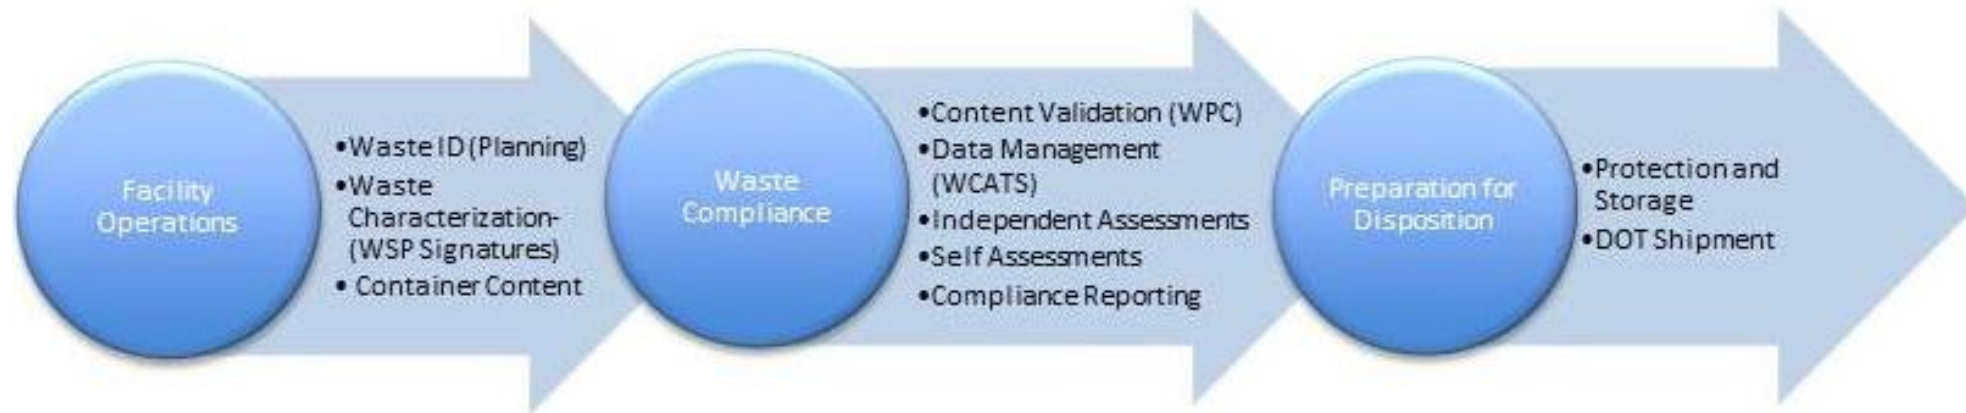 Facility
Operations
•Waste ID (Planning)
•Waste
Characterization-
(WSP Signatures)
• Container Content
Waste
Compliance
•Content Validation (WPC)
•Data Management
(WCATS)
•Independent Assessments
•Self Assessments
•Compliance Reporting
Preparation for
Disposition
•Protection and
Storage
•DOT Shipment